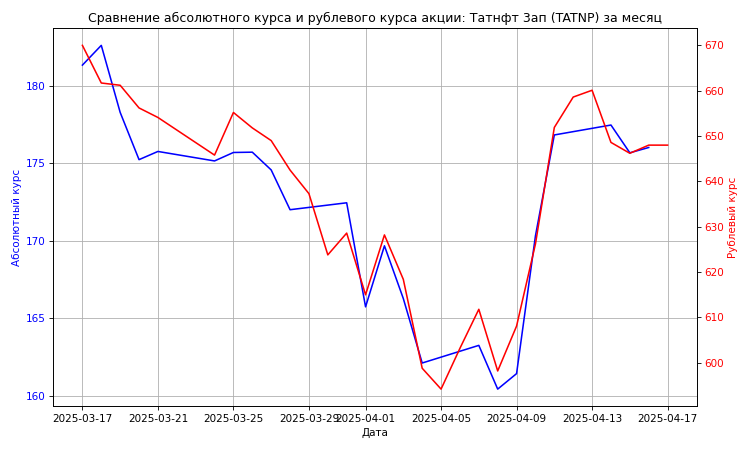 Сравнение абсолютного курса и рублевого курса акции: Татнфт 3ап (TATNP) за месяц
180
175
170
165
160
Абсолютный курс
670
660
650
640
630
620
610
600
Рублевый курс
2025-03-17 2025-03-21 2025-03-25 2025-03-29 2025-04-01 2025-04-05 2025-04-09 2025-04-13 2025-04-17
Дата